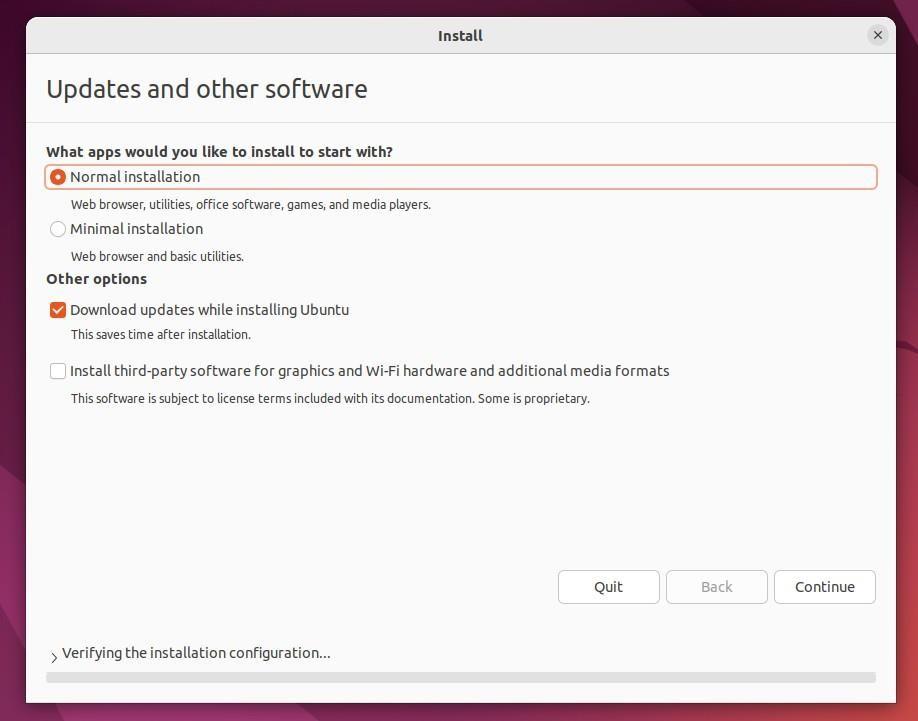 Install
Updates and other software
What apps would you like to install to start with?
Normal installation
Web browser, utilities, office software, games, and media players.
Minimal installation
Web browser and basic utilities.
Other options
Download updates while installing Ubuntu
This saves time after installation.
Install third-party software for graphics and Wi-Fi hardware and additional media formats
This software is subject to license terms included with its documentation. Some is proprietary.
Quit Back Continue
Verifying the installation configuration...